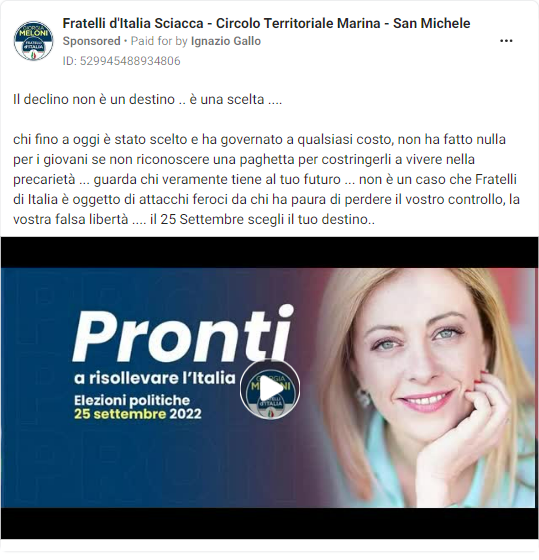 Fratelli d'Italia Sciacca - Circolo Territoriale Marina - San Michele
Sponsored • Paid for by Ignazio Gallo
ID: 529945488934806
Il declino non è un destino .. è una scelta ....
chi fino a oggi è stato scelto e ha governato a qualsiasi costo, non ha fatto nulla
per i giovani se non riconoscere una paghetta per costringerli a vivere nella
precarietà ... guarda chi veramente tiene al tuo futuro ... non è un caso che Fratelli
di Italia è oggetto di attacchi feroci da chi ha paura di perdere il vostro controllo, la
vostra falsa libertà .... il 25 Settembre scegli il tuo destino..
Pronti
a risollevare l'Italia
Elezioni politiche
25 settembre 2022
GIORGIA
MELONI
FRATELLI
d'ITALIA